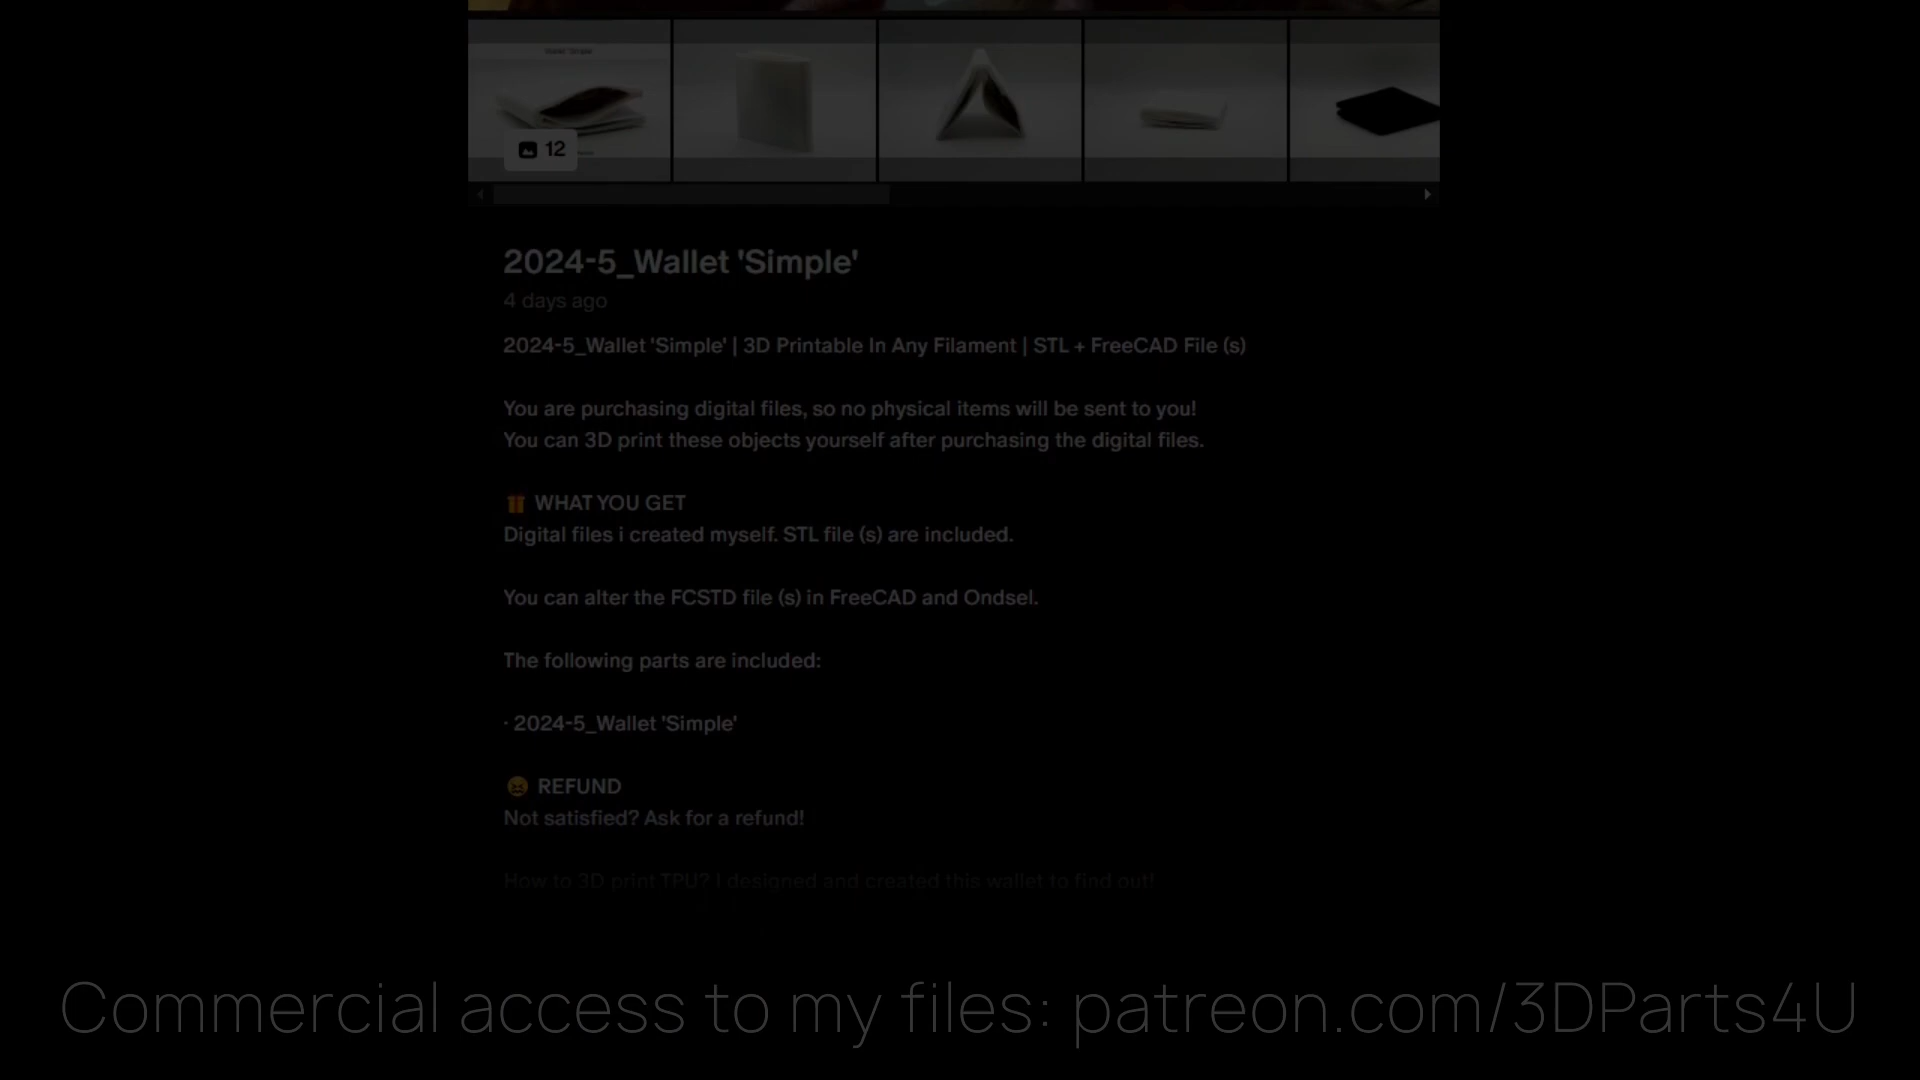 12
2024-5_Wallet 'Simple'
4 days ago
2024-5_Wallet 'Simple' | 3D Printable In Any Filament | STL + FreeCAD File (s)
You are purchasing digital files, so no physical items will be sent to you!
You can 3D print these objects yourself after purchasing the digital files.
WHAT YOU GET
Digital files i created myself. STL file (s) are included.
You can alter the FCSTD file (s) in FreeCAD and Ondsel.
The following parts are included:
· 2024-5_Wallet 'Simple'
REFUND
Not satisfied? Ask for a refund!
How to 3D print TPU? I designed and created this wallet to find out!
Commercial access to my files: patreon.com/3DParts4U